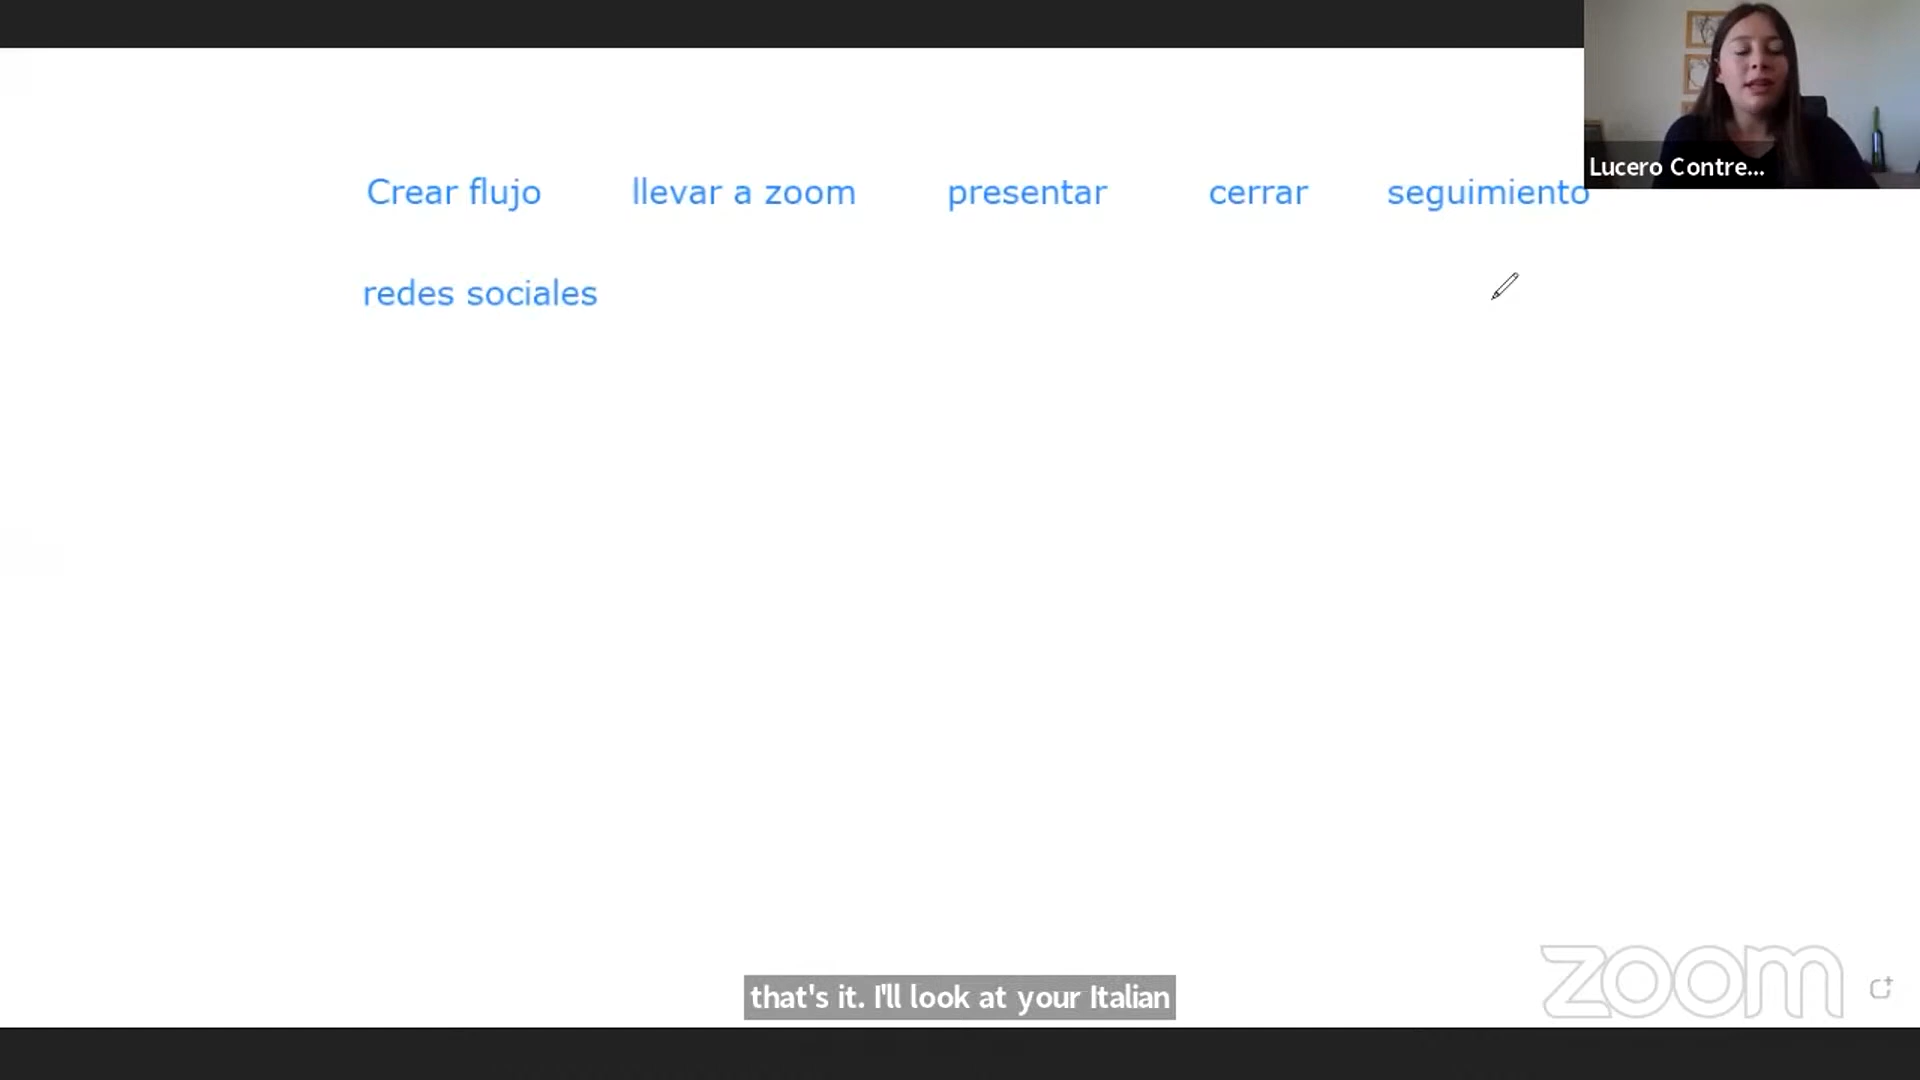 Lucero Contre...
Crear flujo llevar a zoom presentar cerrar seguimiento
redes sociales
that's it. I'll look at your Italian
zoom